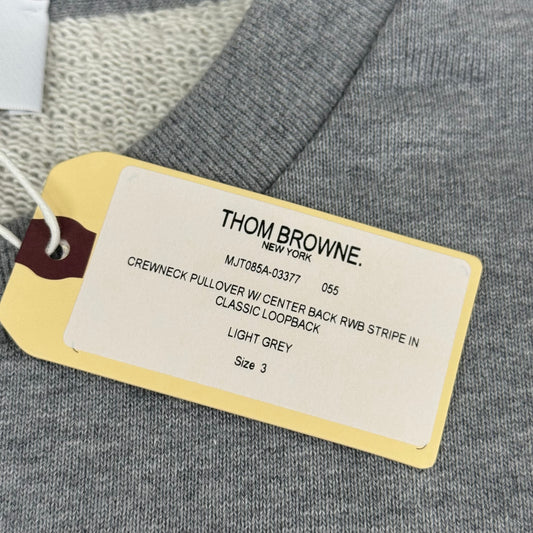 THOM BROWNE.
NEW YORK
MJT085A-03377 055
CREWNECK PULLOVER W/ CENTER BACK RWB STRIPE IN
CLASSIC LOOPBACK
LIGHT GREY
Size 3